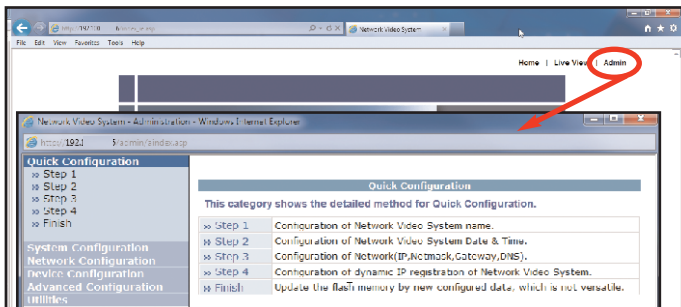 Network Video System
File Edit View Favorites Tools Help
Home | Live View | Admin
Network Video System - Administration - Windows Internet Explorer
Quick Configuration
» Step 1
» Step 2
» Step 3
» Step 4
» Finish
System Configuration
Network Configuration
Device Configuration
Advanced Configuration
Utilities
Quick Configuration
This category shows the detailed method for Quick Configuration.
» Step 1 Configuration of Network Video System name.
» Step 2 Configuration of Network Video System Date & Time.
» Step 3 Configuration of Network(IP,Netmask,Gateway,DNS).
» Step 4 Configuration of dynamic IP registration of Network Video System.
» Finish Update the flash memory by new configured data, which is not versatile.